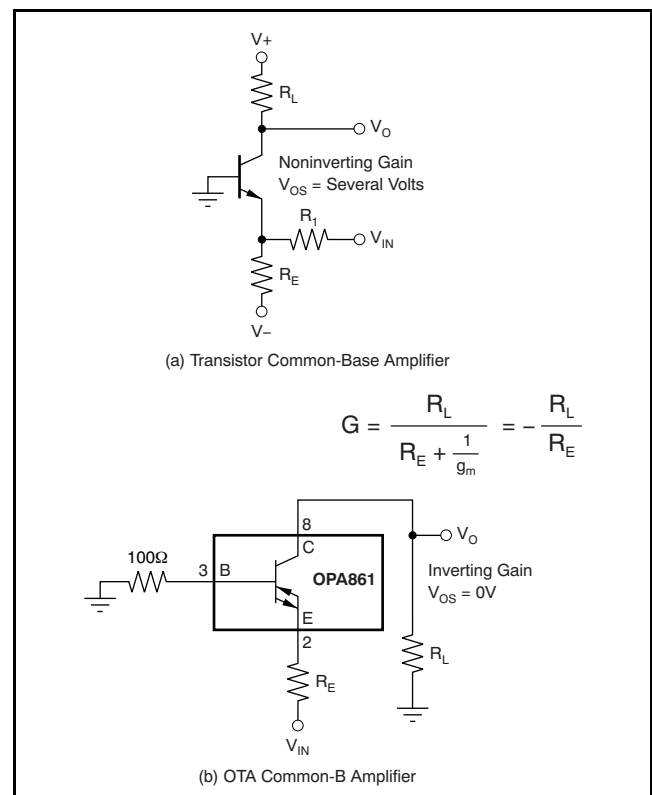 V+
R_L
V_O
Noninverting Gain
V_OS = Several Volts
R_1
V_IN
R_E
V−
(a) Transistor Common-Base Amplifier
G = R_L / (R_E + 1/g_m) = − R_L / R_E
8
V_O
C
100Ω
3 B
OPA861
Inverting Gain
V_OS = 0V
E
2
R_L
R_E
V_IN
(b) OTA Common-B Amplifier